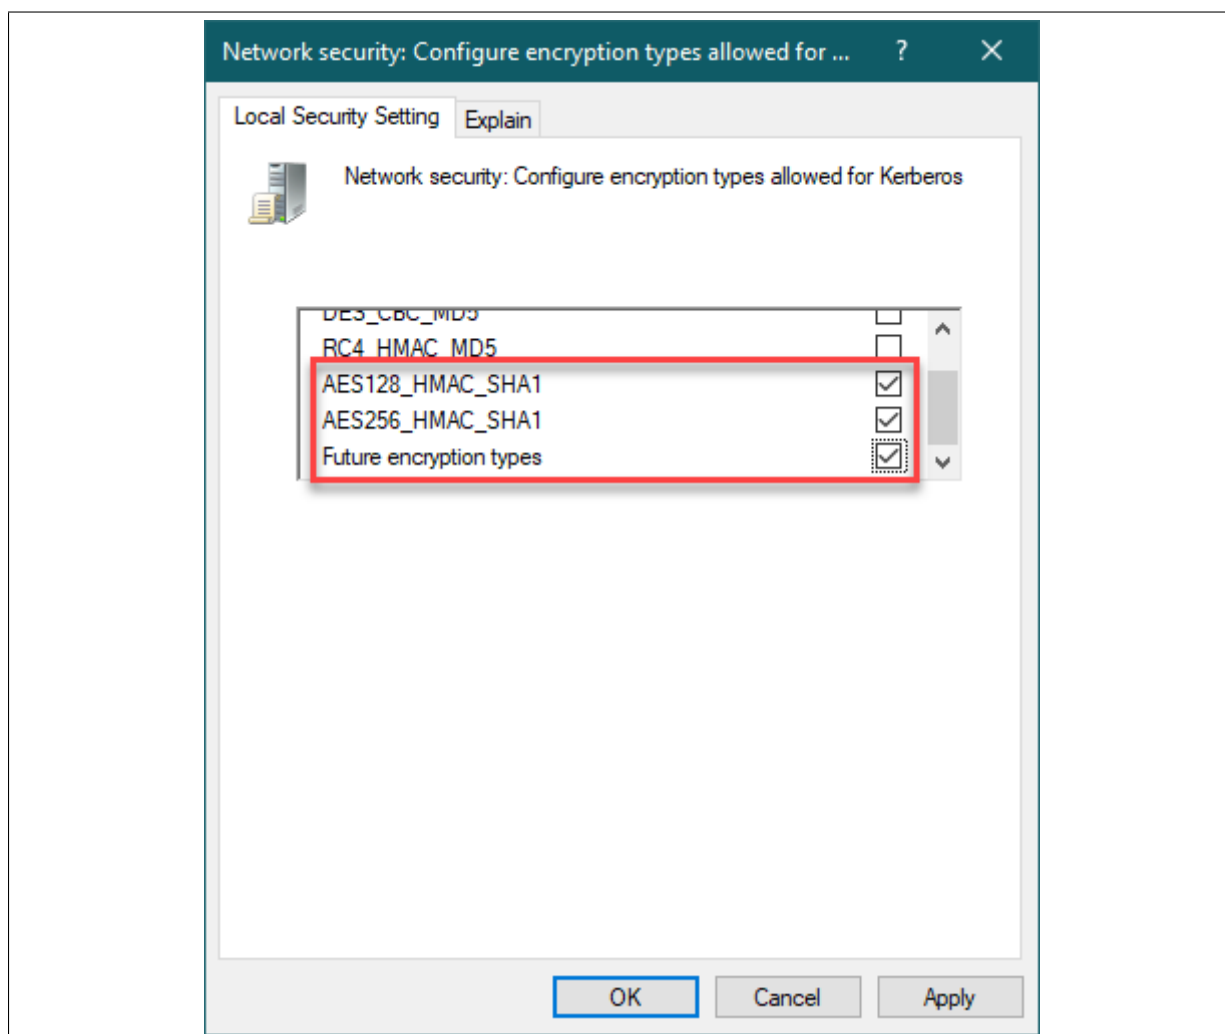 Network security: Configure encryption types allowed for ...
?
Local Security Setting
Explain
Network security: Configure encryption types allowed for Kerberos
DES_CBC_MD5
RC4_HMAC_MD5
AES128_HMAC_SHA1
AES256_HMAC_SHA1
Future encryption types
OK
Cancel
Apply